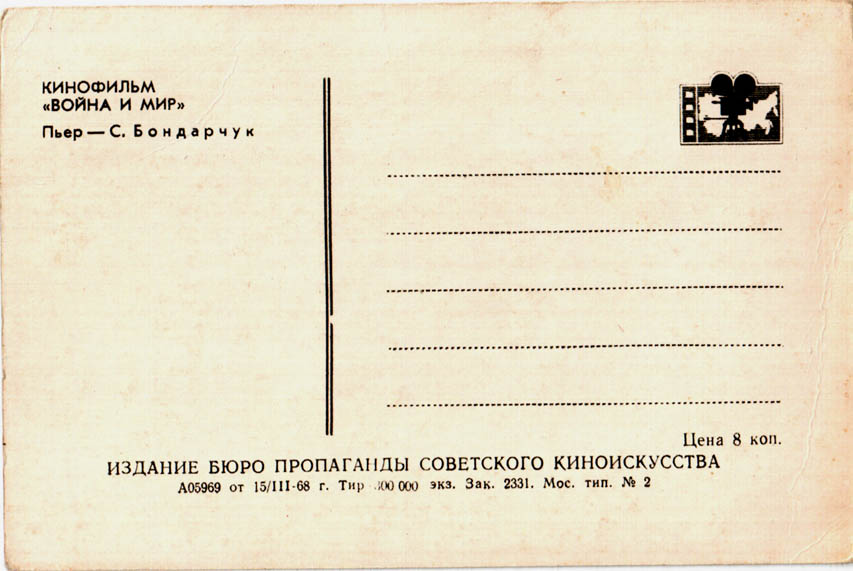 КИНОФИЛЬМ
«ВОЙНА И МИР»
Пьер — С. Бондарчук
Цена 8 коп.
ИЗДАНИЕ БЮРО ПРОПАГАНДЫ СОВЕТСКОГО КИНОИСКУССТВА
А05969 от 15/III-68 г. Тир 000 экз. Зак. 2331. Мос. тип. № 2